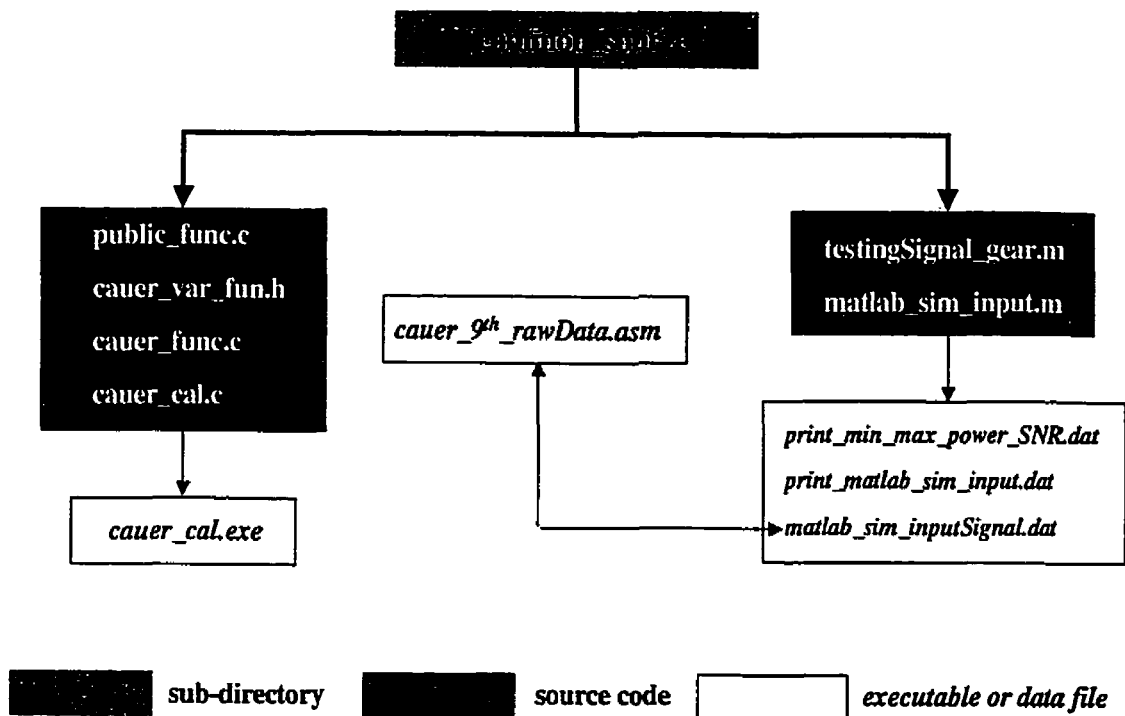 public_func.c
cauer_var_fun.h
cauer_func.c
cauer_cal.c
testingSignal_gear.m
matlab_sim_input.m
cauer_9th_rawData.asm
print_min_max_power_SNR.dat
print_matlab_sim_input.dat
matlab_sim_inputSignal.dat
cauer_cal.exe
sub-directory
source code
executable or data file